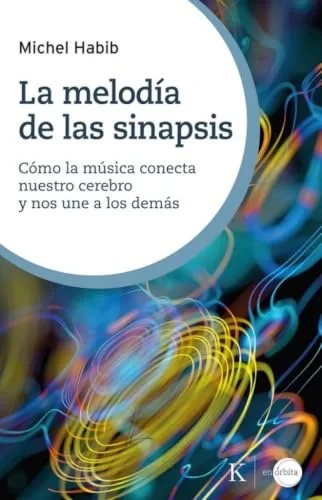 Michel Habib
La melodía
de las sinapsis
Cómo la música conecta
nuestro cerebro
y nos une a los demás
K
en órbita